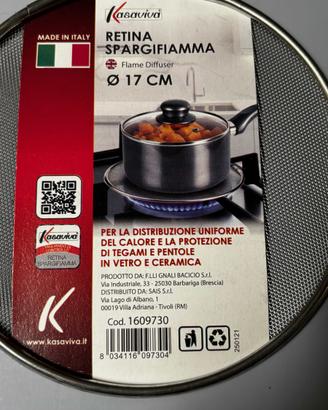 Kasaviva
MADE IN ITALY
RETINA
SPARGIFIAMMA
Flame Diffuser
Ø 17 CM
Kasaviva
RETINA
SPARGIFIAMMA
PER LA DISTRIBUZIONE UNIFORME
DEL CALORE E LA PROTEZIONE
DI TEGAMI E PENTOLE
IN VETRO E CERAMICA
PRODOTTO DA: F.LLI GNALI BACICIO S.r.l.
Via Industriale, 33 - 25030 Barbariga (Brescia)
DISTRIBUITO DA: SAIS S.r.l.
Via Lago di Albano, 1
00019 Villa Adriana - Tivoli (RM)
K
www.kasaviva.it
Cod. 1609730
8 034116 097304
250121